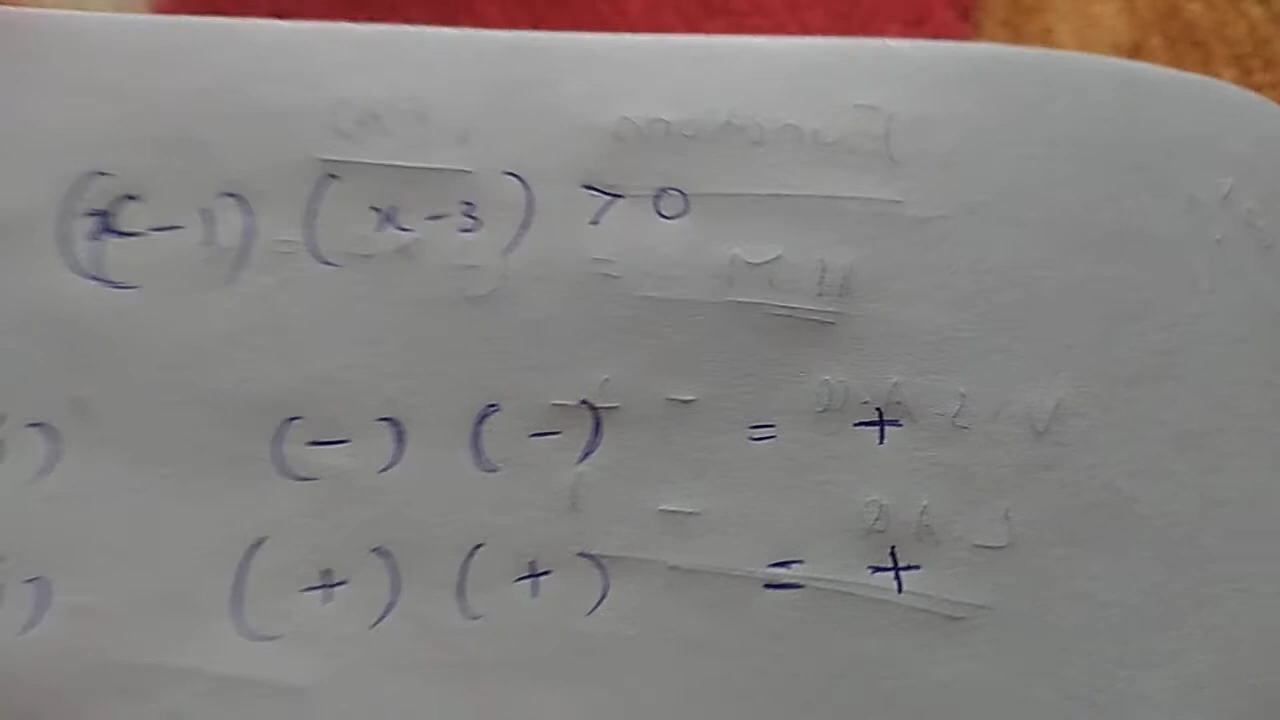 (x-1) (x-3) > 0
) (-) (-) = +
) (+) (+) = +